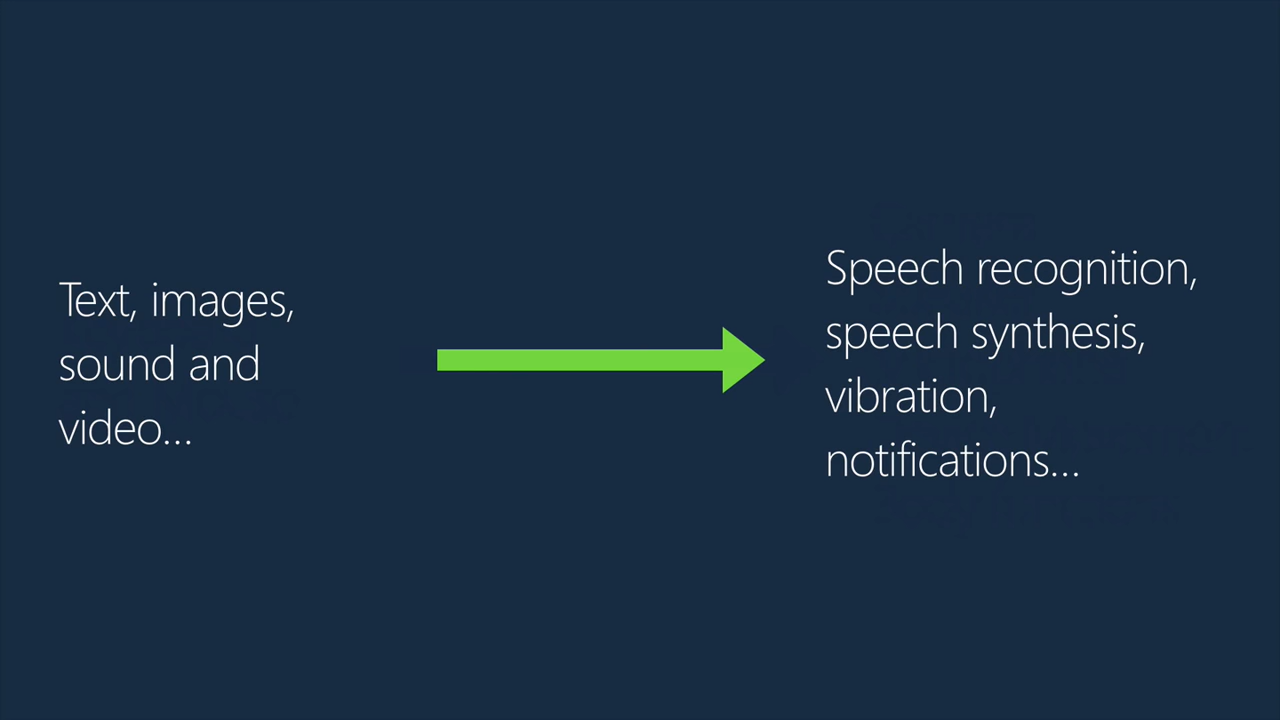 Text, images,
sound and
video...
Speech recognition,
speech synthesis,
vibration,
notifications...